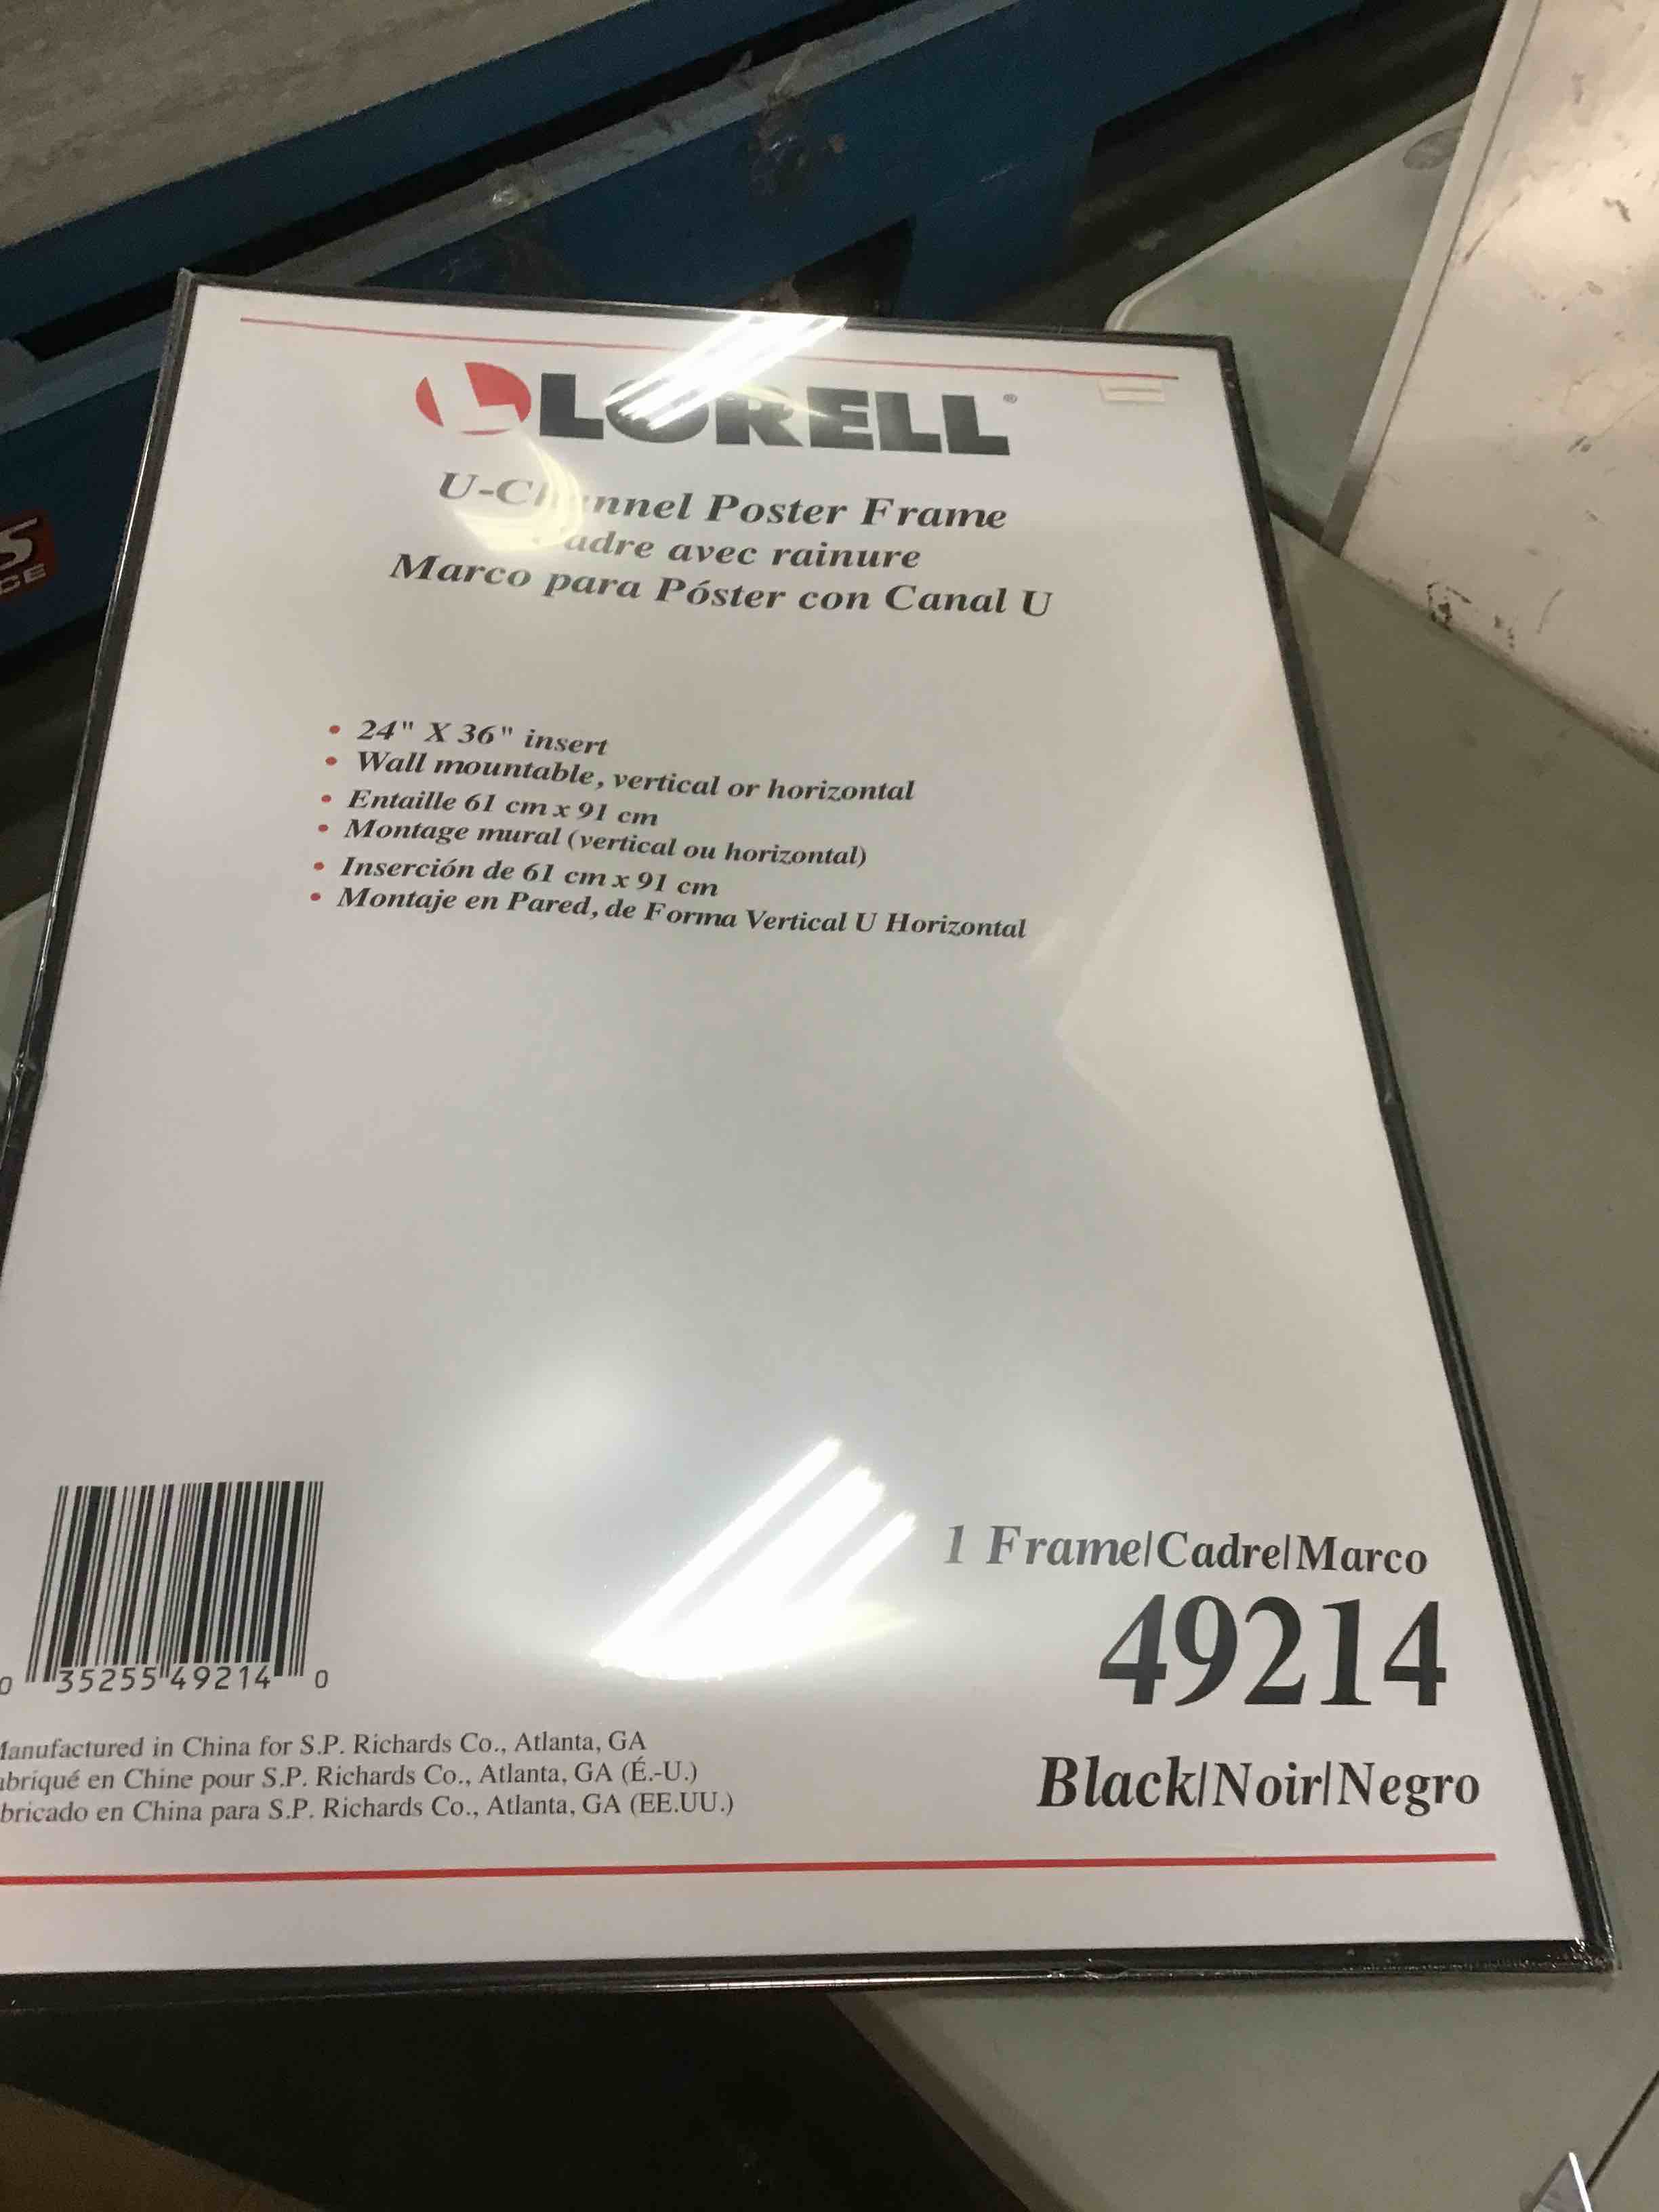 LORELL®
U-Channel Poster Frame
adre avec rainure
Marco para Póster con Canal U
• 24" X 36" insert
• Wall mountable, vertical or horizontal
• Entaille 61 cm x 91 cm
• Montage mural (vertical ou horizontal)
• Inserción de 61 cm x 91 cm
• Montaje en Pared, de Forma Vertical U Horizontal
1 Frame|Cadre|Marco
49214
Black|Noir|Negro
0 35255 49214 0
Manufactured in China for S.P. Richards Co., Atlanta, GA
abriqué en Chine pour S.P. Richards Co., Atlanta, GA (É.-U.)
bricado en China para S.P. Richards Co., Atlanta, GA (EE.UU.)